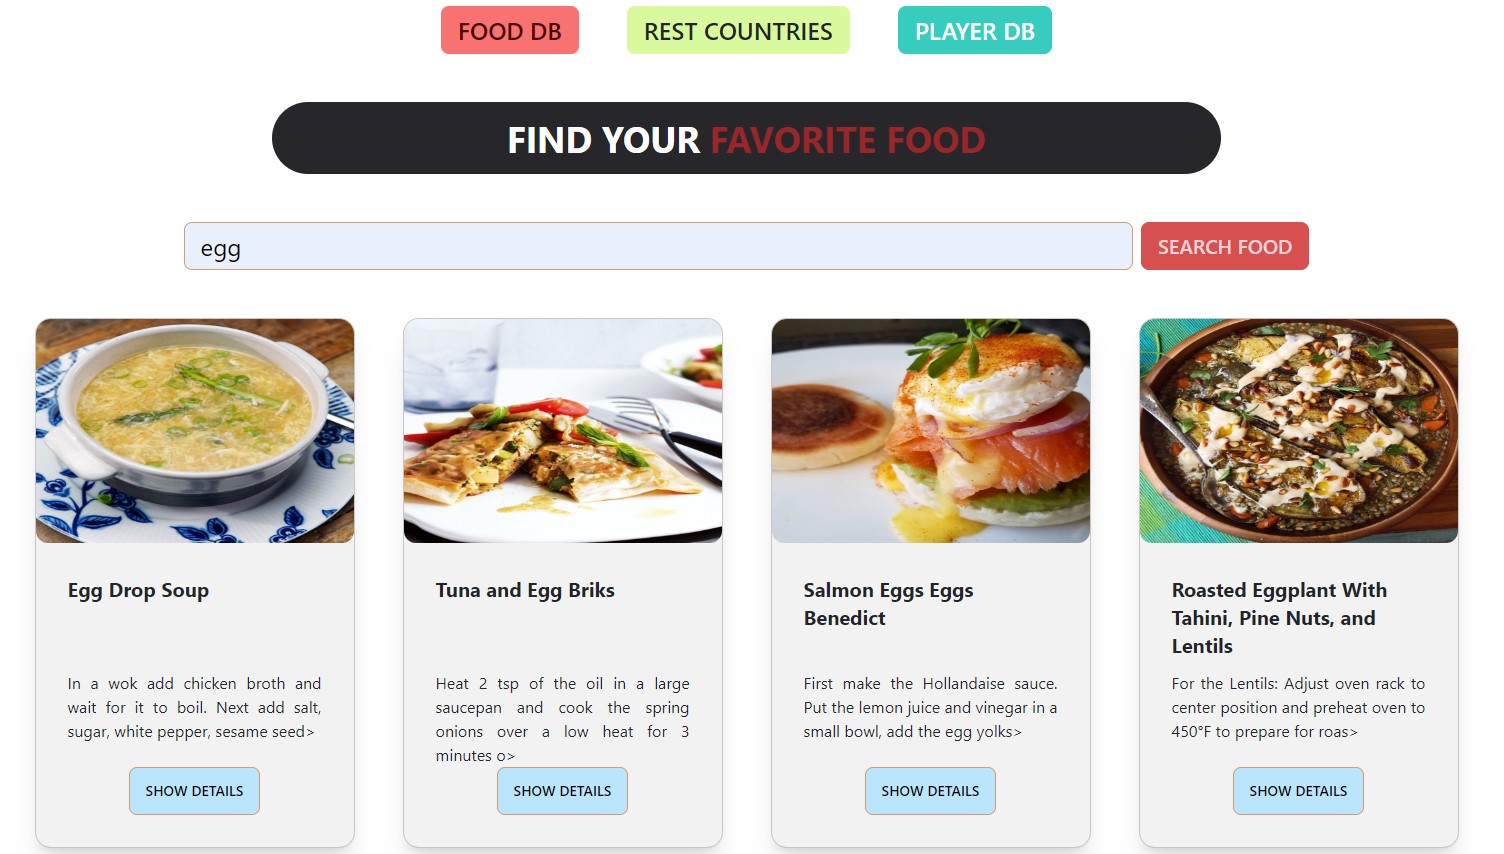 FOOD DB
REST COUNTRIES
PLAYER DB
FIND YOUR FAVORITE FOOD
egg
SEARCH FOOD
Egg Drop Soup
In a wok add chicken broth and
wait for it to boil. Next add salt,
sugar, white pepper, sesame seed>
SHOW DETAILS
Tuna and Egg Briks
Heat 2 tsp of the oil in a large
saucepan and cook the spring
onions over a low heat for 3
minutes o>
SHOW DETAILS
Salmon Eggs Eggs
Benedict
First make the Hollandaise sauce.
Put the lemon juice and vinegar in a
small bowl, add the egg yolks>
SHOW DETAILS
Roasted Eggplant With
Tahini, Pine Nuts, and
Lentils
For the Lentils: Adjust oven rack to
center position and preheat oven to
450°F to prepare for roas>
SHOW DETAILS